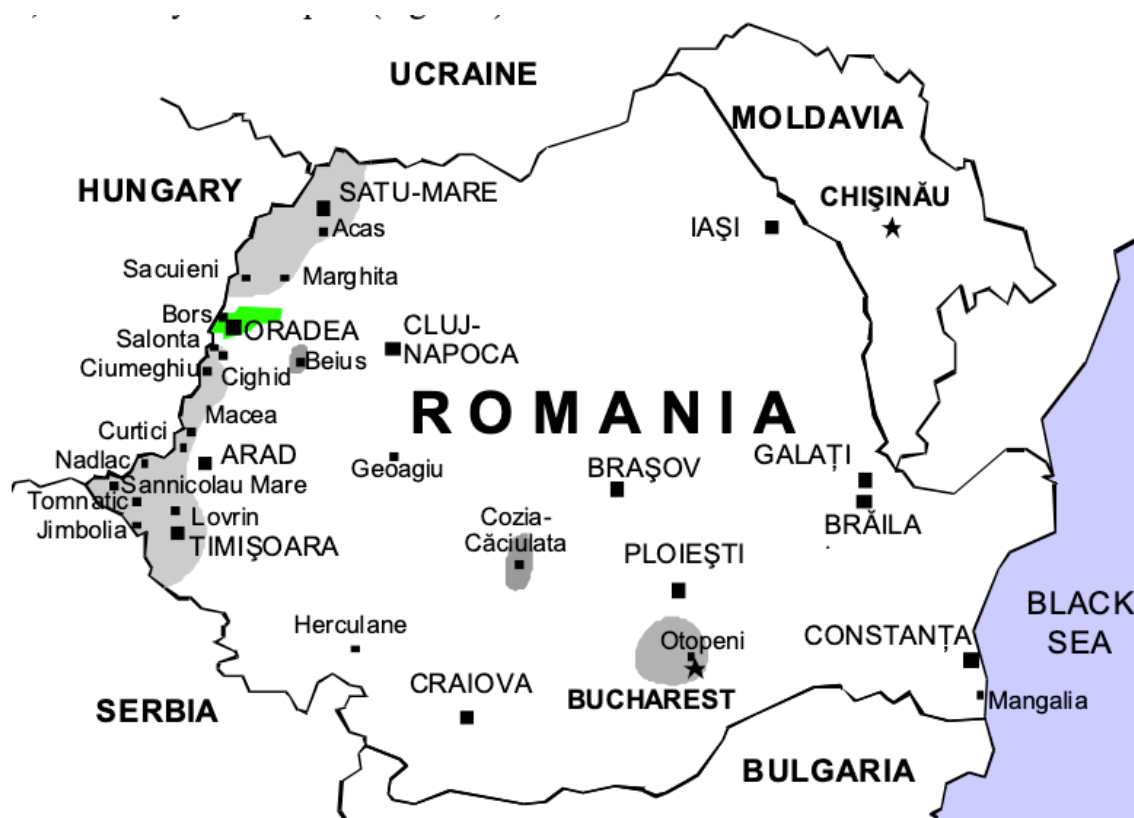 UCRAINE
MOLDAVIA
HUNGARY
SATU-MARE
CHIŞINĂU
Acas
IAŞI
Sacuieni
Marghita
Bors
ORADEA
CLUJ-
NAPOCA
Salonta
Beius
Ciumeghiu
Cighid
ROMANIA
Macea
Curtici
ARAD
Nadlac
Geoagiu
BRAŞOV
GALAȚI
Sannicolau Mare
Tomnatic
Lovrin
Jimbolia
TIMIŞOARA
Cozia-
Căciulata
BRĂILA
PLOIEŞTI
BLACK
SEA
Herculane
Otopeni
CONSTANȚA
CRAIOVA
BUCHAREST
Mangalia
SERBIA
BULGARIA